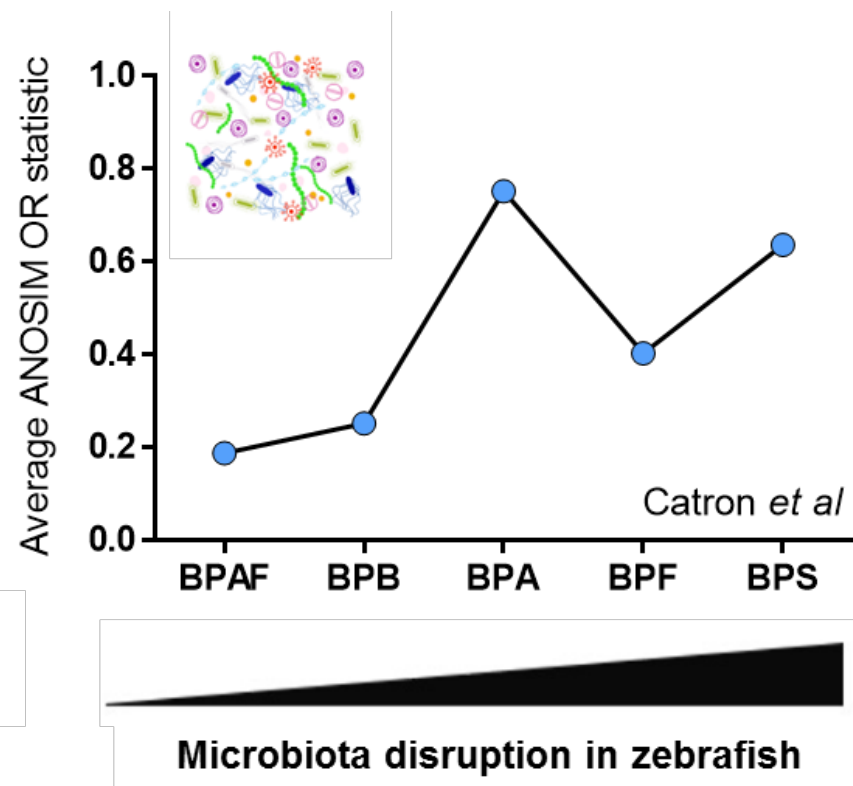 Average ANOSIM OR statistic
1.0
0.8
0.6
0.4
0.2
0.0
Catron et al
BPAF BPB BPA BPF BPS
Microbiota disruption in zebrafish